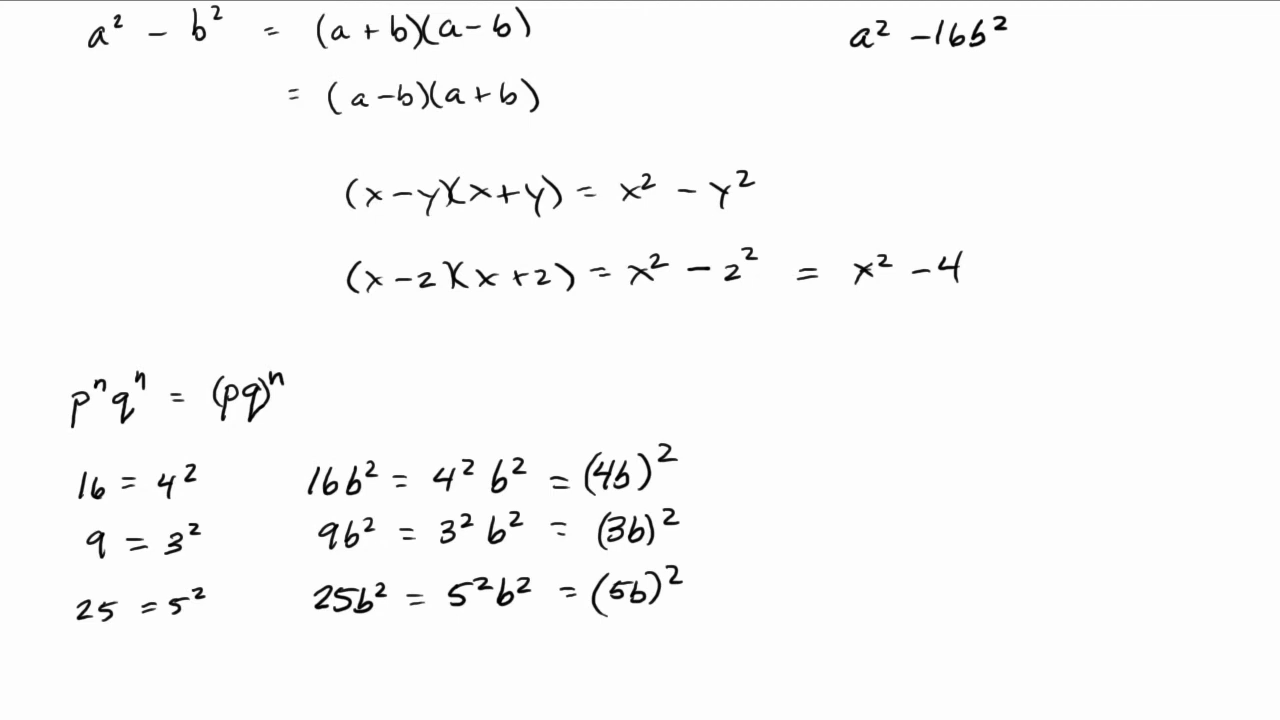 a² - b² = (a + b)(a - b) a² - 16b²
= (a - b)(a + b)
(x - y)(x + y) = x² - y²
(x - 2)(x + 2) = x² - 2² = x² - 4
pⁿqⁿ = (pq)ⁿ
16 = 4² 16b² = 4² b² = (4b)²
9 = 3² 9b² = 3² b² = (3b)²
25 = 5² 25b² = 5²b² = (5b)²